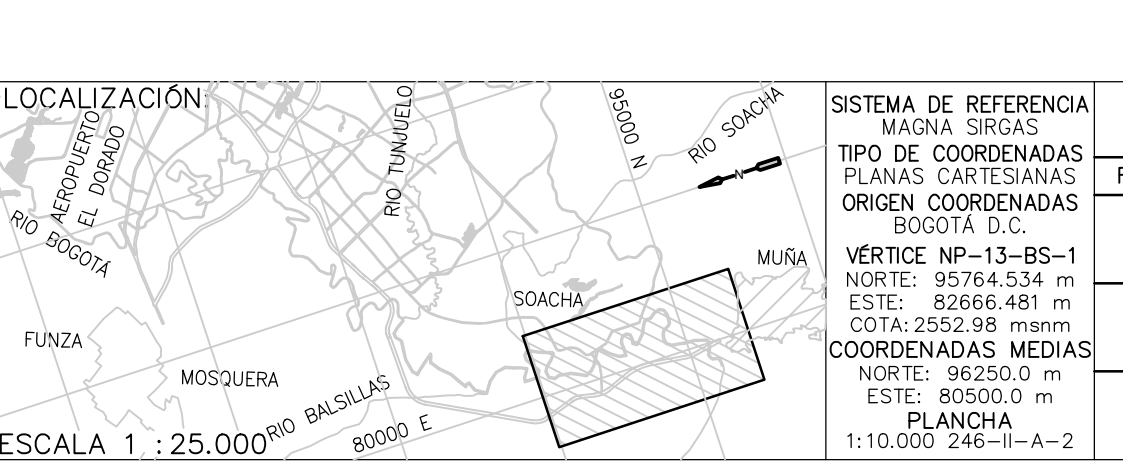 LOCALIZACIÓN:
AEROPUERTO
EL DORADO
RIO BOGOTÁ
RIO TUNJUELO
95000 N
RIO SOACHA
N
MUÑA
SOACHA
FUNZA
MOSQUERA
RIO BALSILLAS
80000 E
ESCALA 1 : 25.000
SISTEMA DE REFERENCIA
MAGNA SIRGAS
TIPO DE COORDENADAS
PLANAS CARTESIANAS
ORIGEN COORDENADAS
BOGOTÁ D.C.
VÉRTICE NP-13-BS-1
NORTE: 95764.534 m
ESTE: 82666.481 m
COTA: 2552.98 msnm
COORDENADAS MEDIAS
NORTE: 96250.0 m
ESTE: 80500.0 m
PLANCHA
1:10.000 246-II-A-2